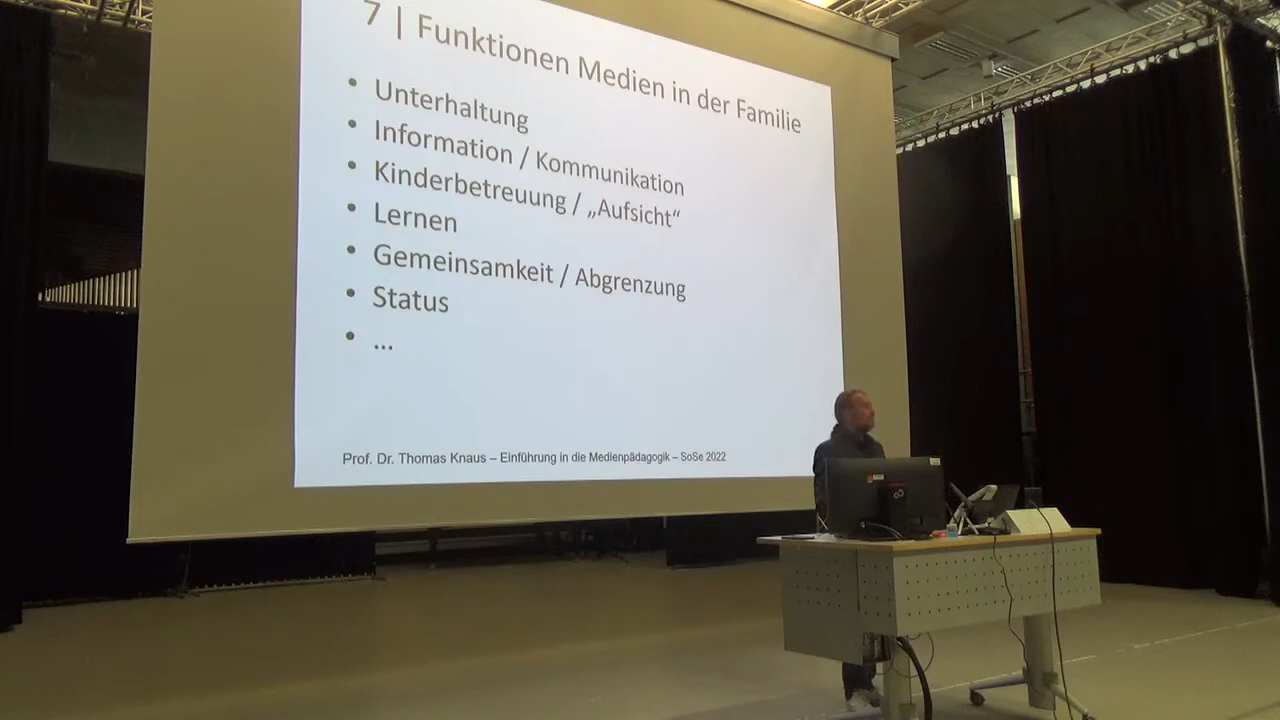 7 | Funktionen Medien in der Familie
• Unterhaltung
• Information / Kommunikation
• Kinderbetreuung / „Aufsicht“
• Lernen
• Gemeinsamkeit / Abgrenzung
• Status
• ...
Prof. Dr. Thomas Knaus – Einführung in die Medienpädagogik – SoSe 2022